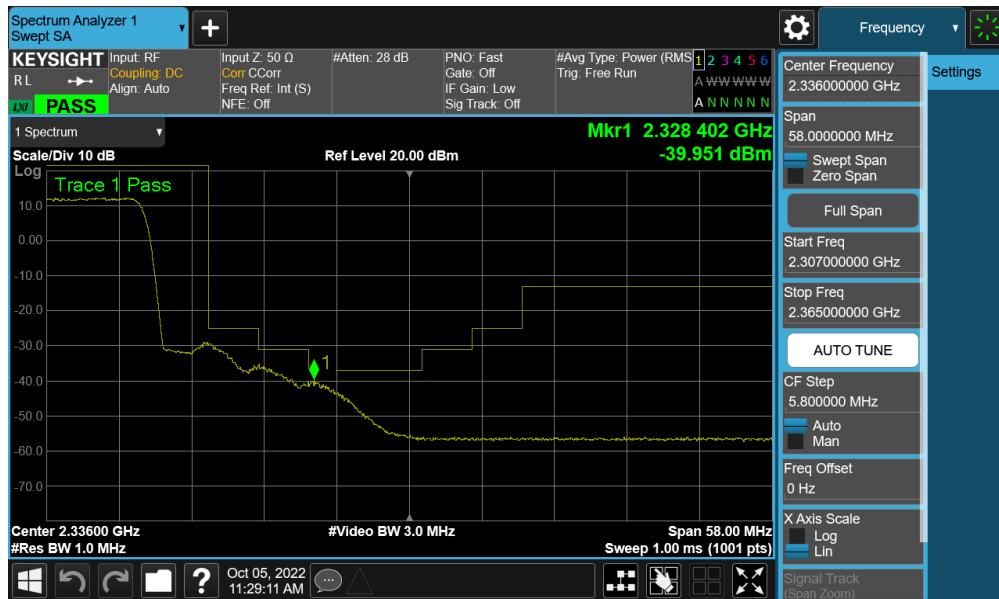 Spectrum Analyzer 1
Swept SA
+
Frequency
KEYSIGHT
RL
LXI
PASS
Input: RF
Coupling: DC
Align: Auto
Input Z: 50 Ω
Corr CCorr
Freq Ref: Int (S)
NFE: Off
#Atten: 28 dB
PNO: Fast
Gate: Off
IF Gain: Low
Sig Track: Off
#Avg Type: Power (RMS
Trig: Free Run
1 2 3 4 5 6
A W W W W W
A N N N N N
1 Spectrum
Scale/Div 10 dB
Ref Level 20.00 dBm
Mkr1 2.328 402 GHz
-39.951 dBm
Log
Trace 1 Pass
10.0
0.00
-10.0
-20.0
-30.0
1
-40.0
-50.0
-60.0
-70.0
Center 2.33600 GHz
#Video BW 3.0 MHz
Span 58.00 MHz
#Res BW 1.0 MHz
Sweep 1.00 ms (1001 pts)
Center Frequency
2.336000000 GHz
Settings
Span
58.0000000 MHz
Swept Span
Zero Span
Full Span
Start Freq
2.307000000 GHz
Stop Freq
2.365000000 GHz
AUTO TUNE
CF Step
5.800000 MHz
Auto
Man
Freq Offset
0 Hz
X Axis Scale
Log
Lin
Signal Track
(Span Zoom)
?
Oct 05, 2022
11:29:11 AM